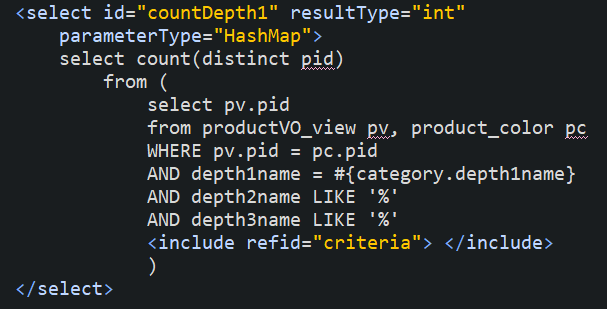 <select id="countDepth1" resultType="int"
parameterType="HashMap">
select count(distinct pid)
from (
select pv.pid
from productVO_view pv, product_color pc
WHERE pv.pid = pc.pid
AND depth1name = #{category.depth1name}
AND depth2name LIKE '%'
AND depth3name LIKE '%'
<include refid="criteria"> </include>
)
</select>